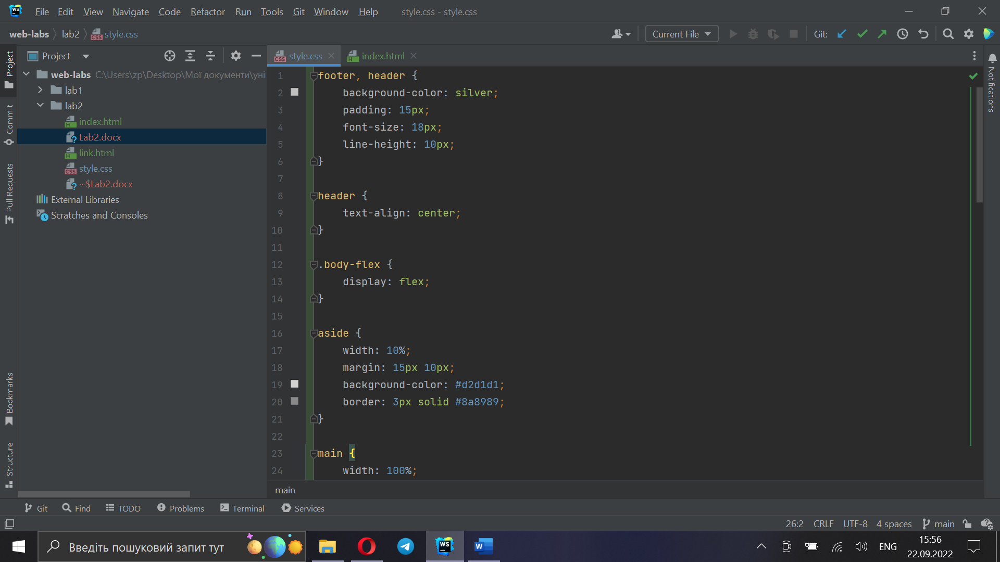 WS File Edit View Navigate Code Refactor Run Tools Git Window Help style.css - style.css
web-labs lab2 style.css Current File Git:
Project
style.css index.html
Project
Commit
Pull Requests
Bookmarks
Structure
Notifications
web-labs C:\Users\zp\Desktop\Мої документи\уні
lab1
lab2
index.html
Lab2.docx
link.html
style.css
~$Lab2.docx
External Libraries
Scratches and Consoles
1 footer, header {
2 background-color: silver;
3 padding: 15px;
4 font-size: 18px;
5 line-height: 10px;
6 }
7
8 header {
9 text-align: center;
10 }
11
12 .body-flex {
13 display: flex;
14 }
15
16 aside {
17 width: 10%;
18 margin: 15px 10px;
19 background-color: #d2d1d1;
20 border: 3px solid #8a8989;
21 }
22
23 main {
24 width: 100%;
main
Git Find TODO Problems Terminal Services
26:2 CRLF UTF-8 4 spaces main
Введіть пошуковий запит тут
WS
W
ENG
15:56
22.09.2022